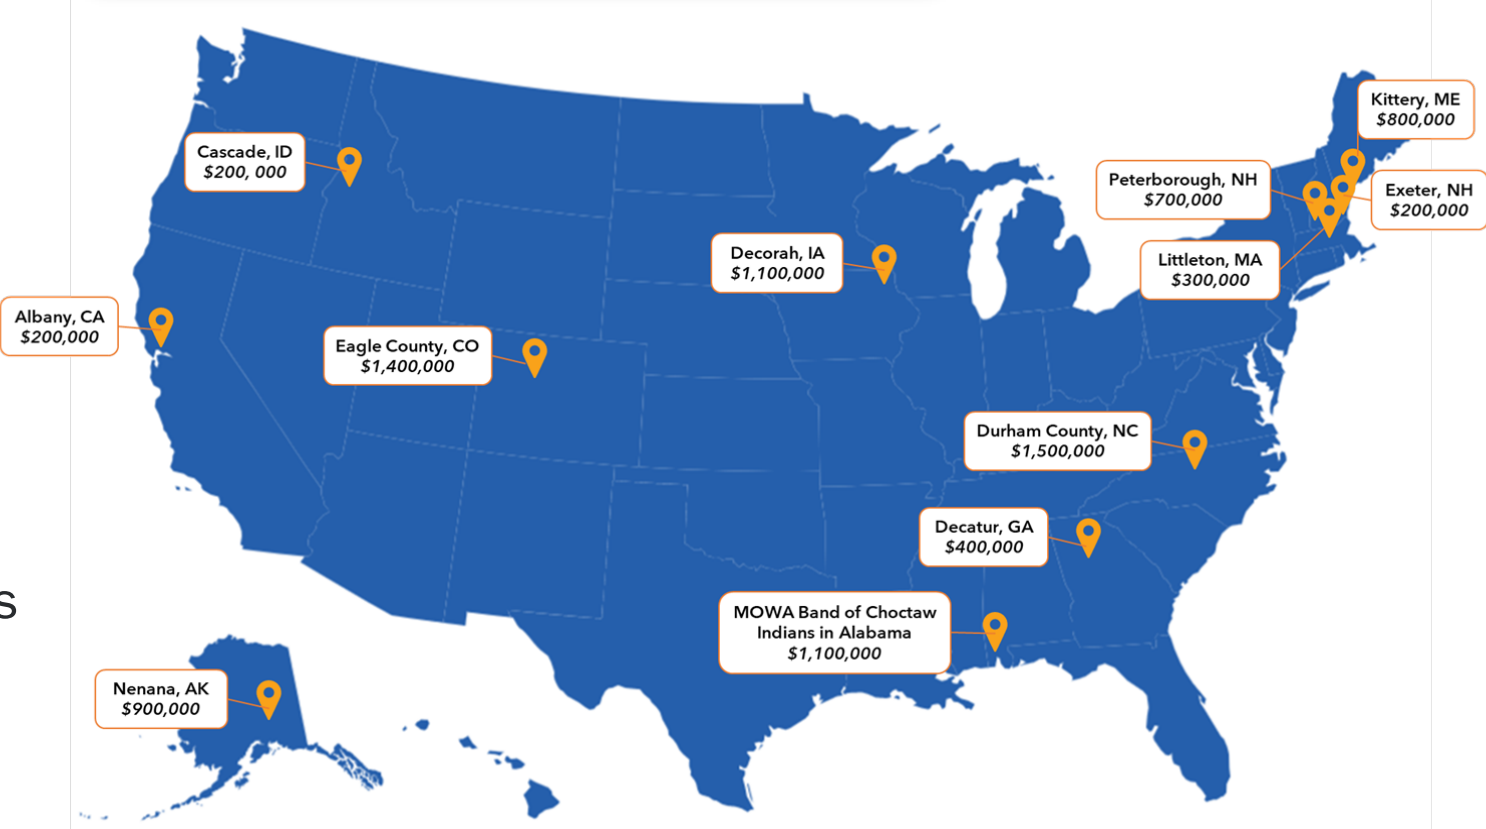 Kittery, ME
$800,000
Cascade, ID
$200, 000
Peterborough, NH
$700,000
Exeter, NH
$200,000
Decorah, IA
$1,100,000
Littleton, MA
$300,000
Albany, CA
$200,000
Eagle County, CO
$1,400,000
Durham County, NC
$1,500,000
Decatur, GA
$400,000
s
MOWA Band of Choctaw
Indians in Alabama
$1,100,000
Nenana, AK
$900,000